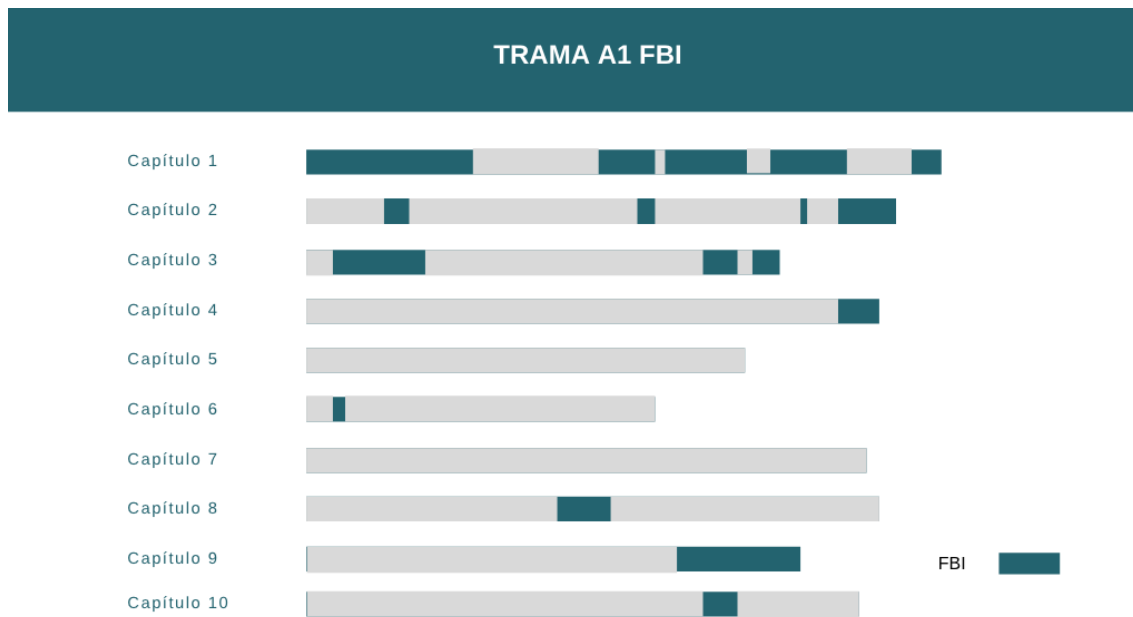 TRAMA A1 FBI
Capítulo 1
Capítulo 2
Capítulo 3
Capítulo 4
Capítulo 5
Capítulo 6
Capítulo 7
Capítulo 8
Capítulo 9
FBI
Capítulo 10